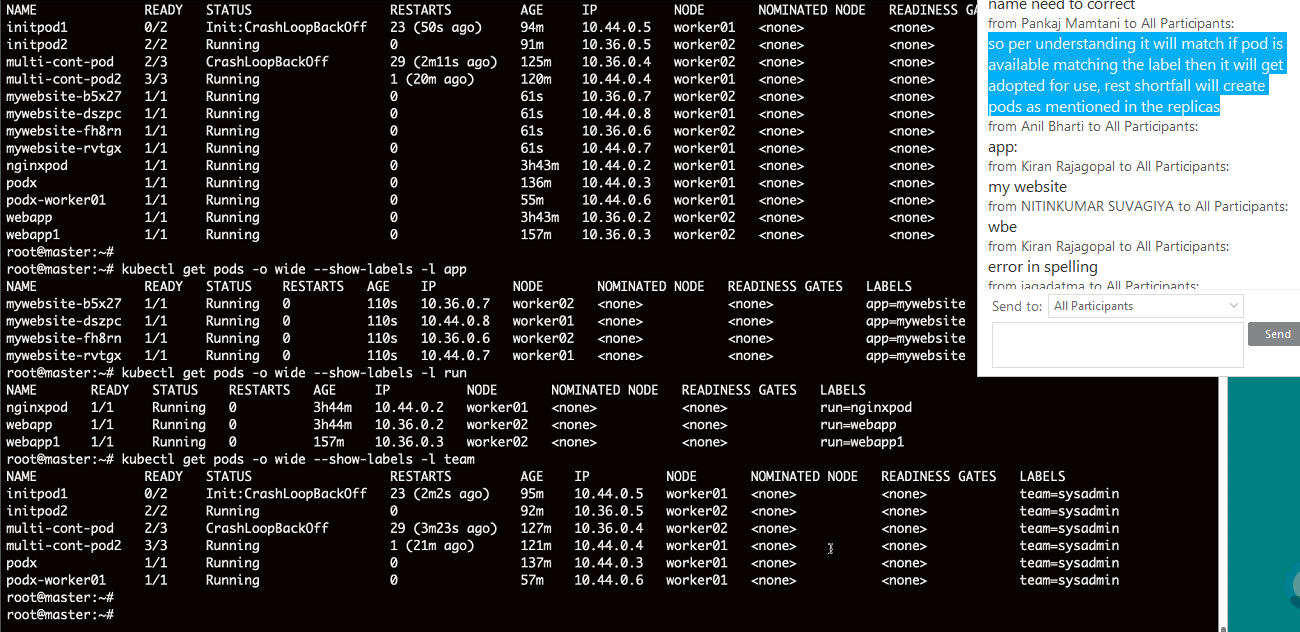 NAME READY STATUS RESTARTS AGE IP NODE NOMINATED NODE READINESS GA
initpod1 0/2 Init:CrashLoopBackOff 23 (50s ago) 94m 10.44.0.5 worker01 <none> <none>
initpod2 2/2 Running 0 91m 10.36.0.5 worker02 <none> <none>
multi-cont-pod 2/3 CrashLoopBackOff 29 (2m11s ago) 125m 10.36.0.4 worker02 <none> <none>
multi-cont-pod2 3/3 Running 1 (20m ago) 120m 10.44.0.4 worker01 <none> <none>
mywebsite-b5x27 1/1 Running 0 61s 10.36.0.7 worker02 <none> <none>
mywebsite-dszpc 1/1 Running 0 61s 10.44.0.8 worker01 <none> <none>
mywebsite-fh8rn 1/1 Running 0 61s 10.36.0.6 worker02 <none> <none>
mywebsite-rvtgx 1/1 Running 0 61s 10.44.0.7 worker01 <none> <none>
nginxpod 1/1 Running 0 3h43m 10.44.0.2 worker01 <none> <none>
podx 1/1 Running 0 136m 10.44.0.3 worker01 <none> <none>
podx-worker01 1/1 Running 0 55m 10.44.0.6 worker01 <none> <none>
webapp 1/1 Running 0 3h43m 10.36.0.2 worker02 <none> <none>
webapp1 1/1 Running 0 157m 10.36.0.3 worker02 <none> <none>
root@master:~#
root@master:~# kubectl get pods -o wide --show-labels -l app
NAME READY STATUS RESTARTS AGE IP NODE NOMINATED NODE READINESS GATES LABELS
mywebsite-b5x27 1/1 Running 0 110s 10.36.0.7 worker02 <none> <none> app=mywebsite
mywebsite-dszpc 1/1 Running 0 110s 10.44.0.8 worker01 <none> <none> app=mywebsite
mywebsite-fh8rn 1/1 Running 0 110s 10.36.0.6 worker02 <none> <none> app=mywebsite
mywebsite-rvtgx 1/1 Running 0 110s 10.44.0.7 worker01 <none> <none> app=mywebsite
root@master:~# kubectl get pods -o wide --show-labels -l run
NAME READY STATUS RESTARTS AGE IP NODE NOMINATED NODE READINESS GATES LABELS
nginxpod 1/1 Running 0 3h44m 10.44.0.2 worker01 <none> <none> run=nginxpod
webapp 1/1 Running 0 3h44m 10.36.0.2 worker02 <none> <none> run=webapp
webapp1 1/1 Running 0 157m 10.36.0.3 worker02 <none> <none> run=webapp1
root@master:~# kubectl get pods -o wide --show-labels -l team
NAME READY STATUS RESTARTS AGE IP NODE NOMINATED NODE READINESS GATES LABELS
initpod1 0/2 Init:CrashLoopBackOff 23 (2m2s ago) 95m 10.44.0.5 worker01 <none> <none> team=sysadmin
initpod2 2/2 Running 0 92m 10.36.0.5 worker02 <none> <none> team=sysadmin
multi-cont-pod 2/3 CrashLoopBackOff 29 (3m23s ago) 127m 10.36.0.4 worker02 <none> <none> team=sysadmin
multi-cont-pod2 3/3 Running 1 (21m ago) 121m 10.44.0.4 worker01 <none> <none> team=sysadmin
podx 1/1 Running 0 137m 10.44.0.3 worker01 <none> <none> team=sysadmin
podx-worker01 1/1 Running 0 57m 10.44.0.6 worker01 <none> <none> team=sysadmin
root@master:~#
root@master:~#
name need to correct
from Pankaj Mamtani to All Participants:
so per understanding it will match if pod is
available matching the label then it will get
adopted for use, rest shortfall will create
pods as mentioned in the replicas
from Anil Bharti to All Participants:
app:
from Kiran Rajagopal to All Participants:
my website
from NITINKUMAR SUVAGIYA to All Participants:
wbe
from Kiran Rajagopal to All Participants:
error in spelling
from jagadatma to All Participants:
Send to: All Participants
Send